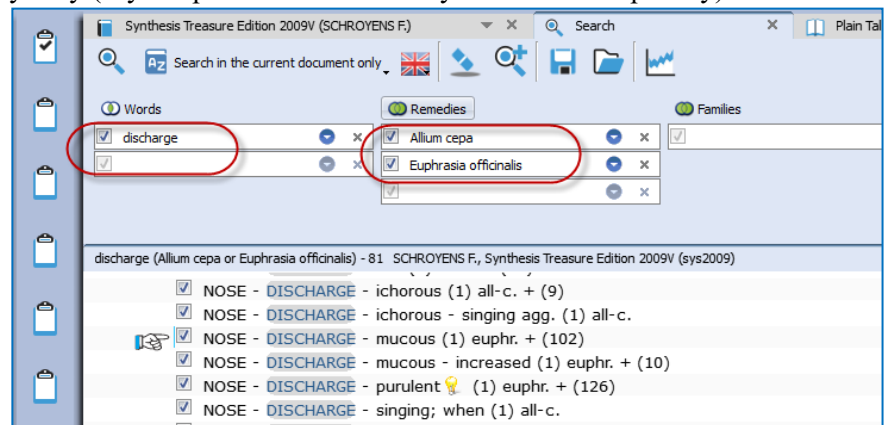 Synthesis Treasure Edition 2009V (SCHROYENS F.) Search Plain Tal
AZ Search in the current document only
Words Remedies Families
discharge Allium cepa
Euphrasia officinalis
discharge (Allium cepa or Euphrasia officinalis) - 81 SCHROYENS F., Synthesis Treasure Edition 2009V (sys2009)
NOSE - DISCHARGE - ichorous (1) all-c. + (9)
NOSE - DISCHARGE - ichorous - singing agg. (1) all-c.
NOSE - DISCHARGE - mucous (1) euphr. + (102)
NOSE - DISCHARGE - mucous - increased (1) euphr. + (10)
NOSE - DISCHARGE - purulent (1) euphr. + (126)
NOSE - DISCHARGE - singing; when (1) all-c.